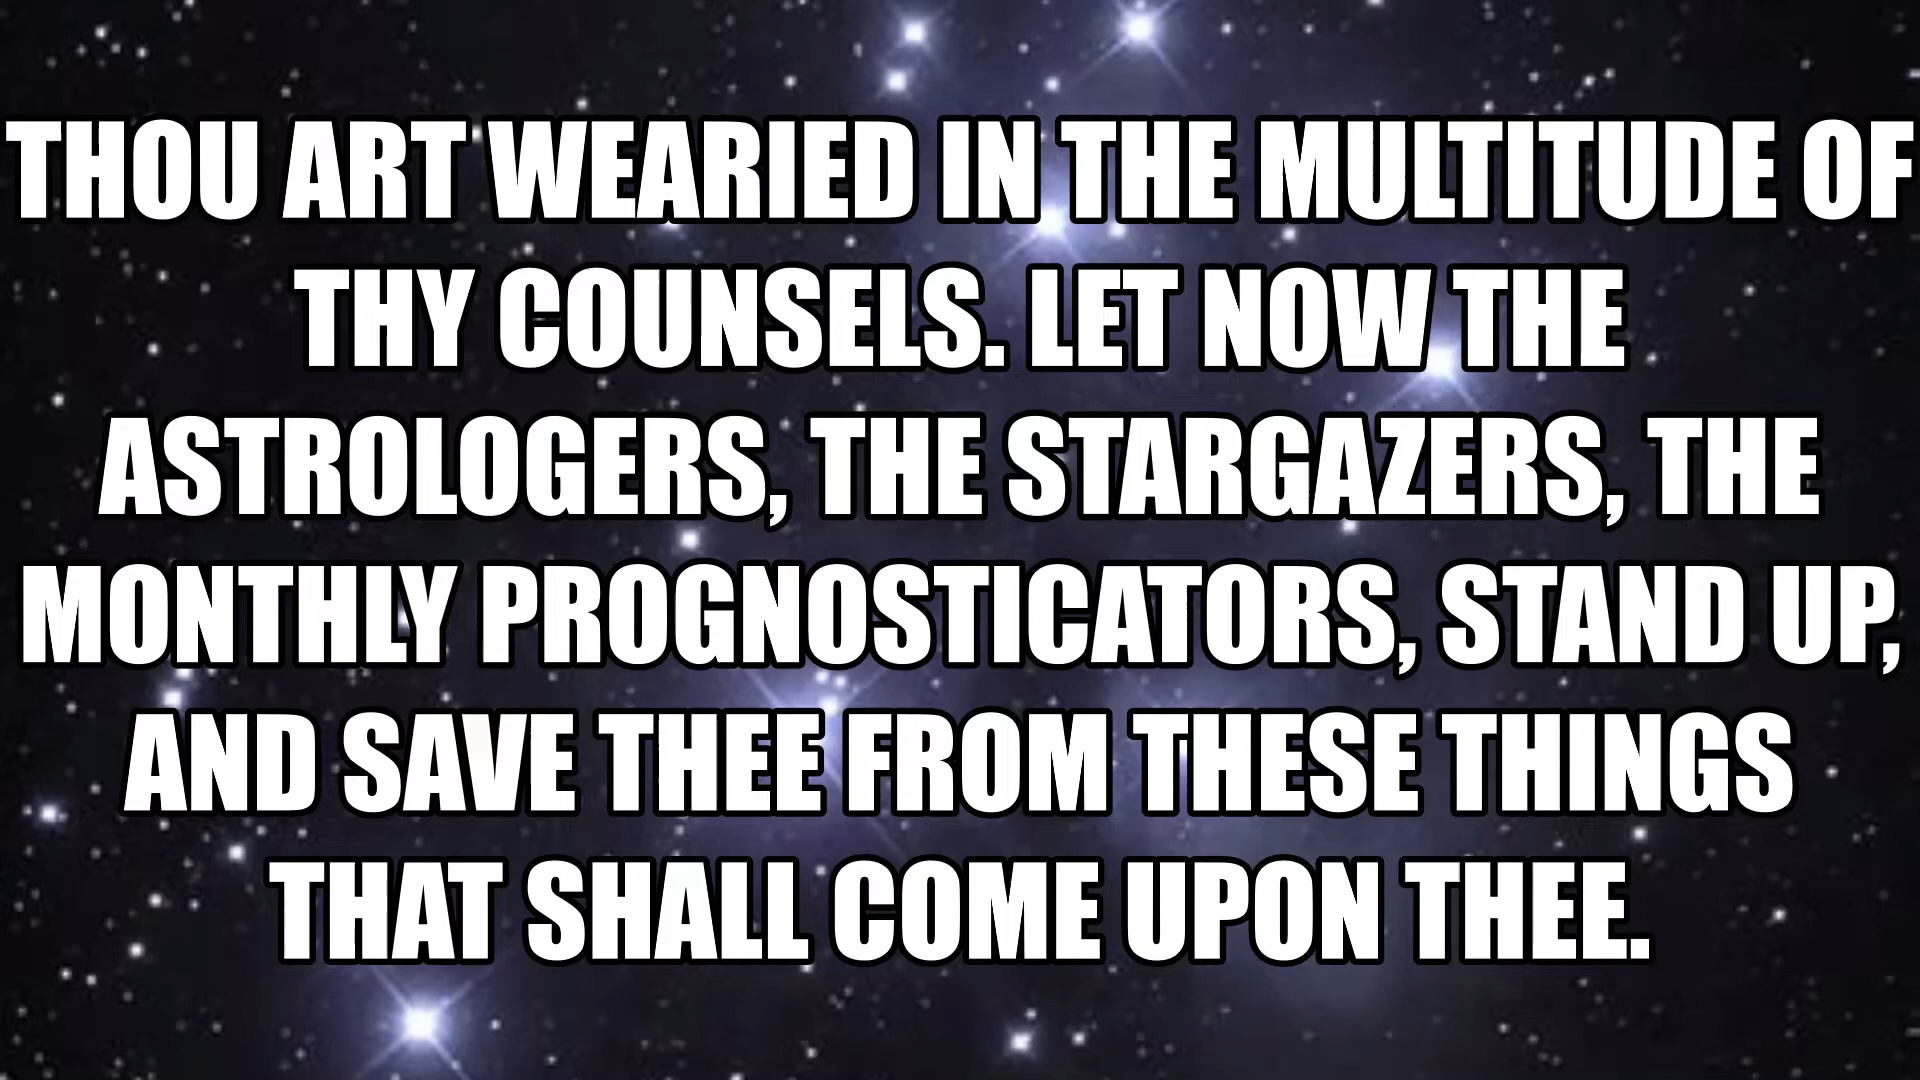 THOU ART WEARIED IN THE MULTITUDE OF
THY COUNSELS. LET NOW THE
ASTROLOGERS, THE STARGAZERS, THE
MONTHLY PROGNOSTICATORS, STAND UP,
AND SAVE THEE FROM THESE THINGS
THAT SHALL COME UPON THEE.